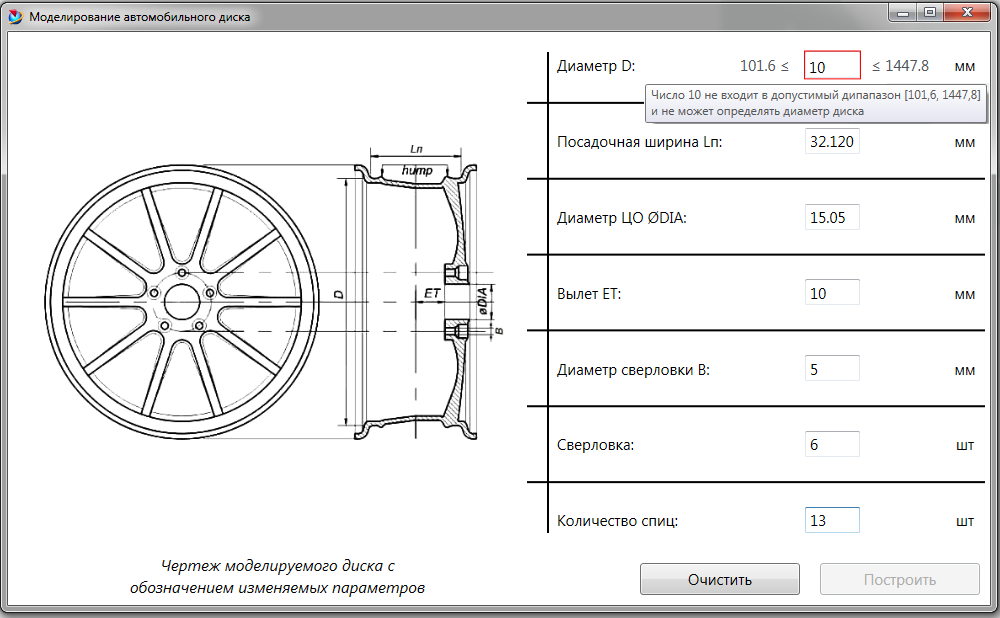 Моделирование автомобильного диска
Диаметр D: 101.6 ≤ 10 ≤ 1447.8 мм
Число 10 не входит в допустимый дипапазон [101,6, 1447,8]
и не может определять диаметр диска
Посадочная ширина Lп: 32.120 мм
Диаметр ЦО ØDIA: 15.05 мм
Вылет ET: 10 мм
Диаметр сверловки B: 5 мм
Сверловка: 6 шт
Количество спиц: 13 шт
Lп
hump
D
ET
øDIA
B
Чертеж моделируемого диска с
обозначением изменяемых параметров
Очистить Построить